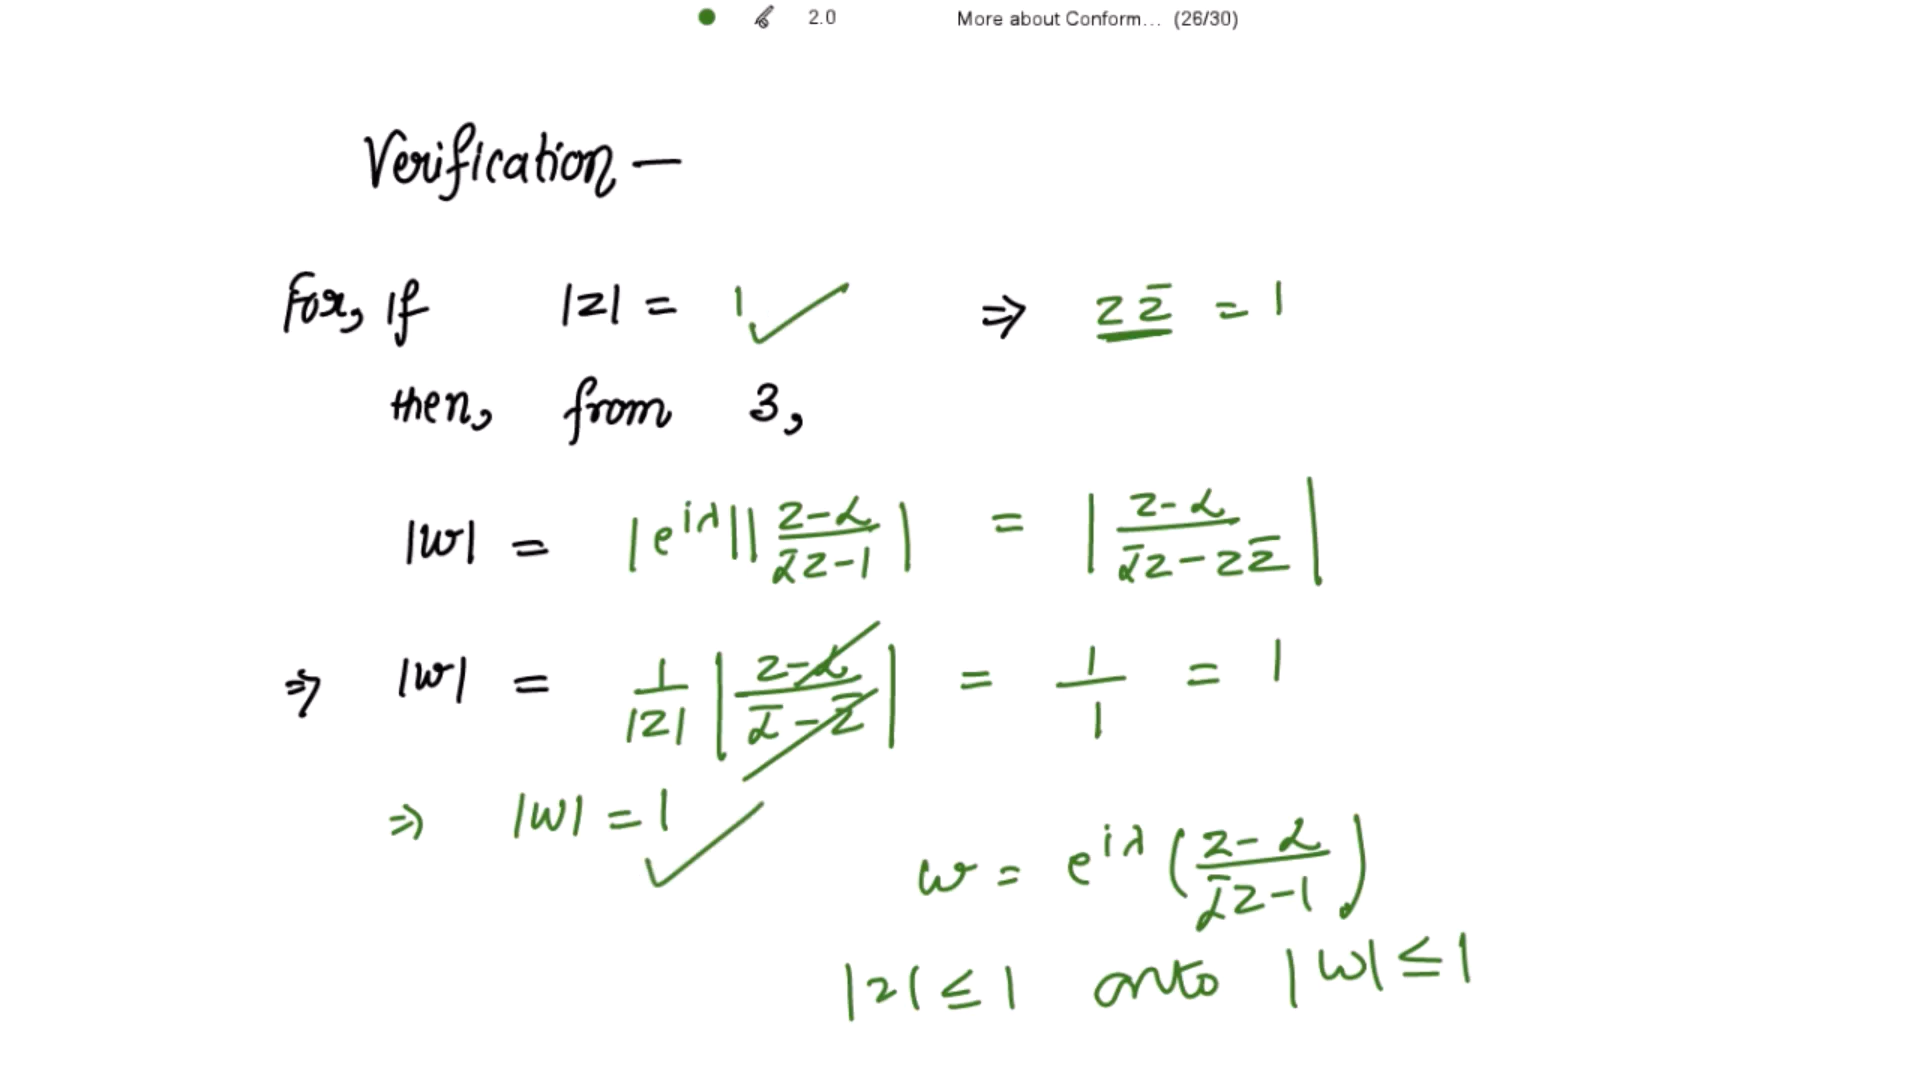 2.0 More about Conform... (26/30)
Verification —
For, if |z| = 1 ✓ ⇒ z z̄ = 1
then, from 3,
|w| = |e^{iλ}| |(z-α)/(ᾱz-1)| = |(z-α)/(ᾱz-zz̄)|
⇒ |w| = 1/|z| |(z-α)/(ᾱ-z̄)| = 1/1 = 1
⇒ |w| = 1 ✓
w = e^{iλ} ((z-α)/(ᾱz-1))
|z| ≤ 1 onto |w| ≤ 1